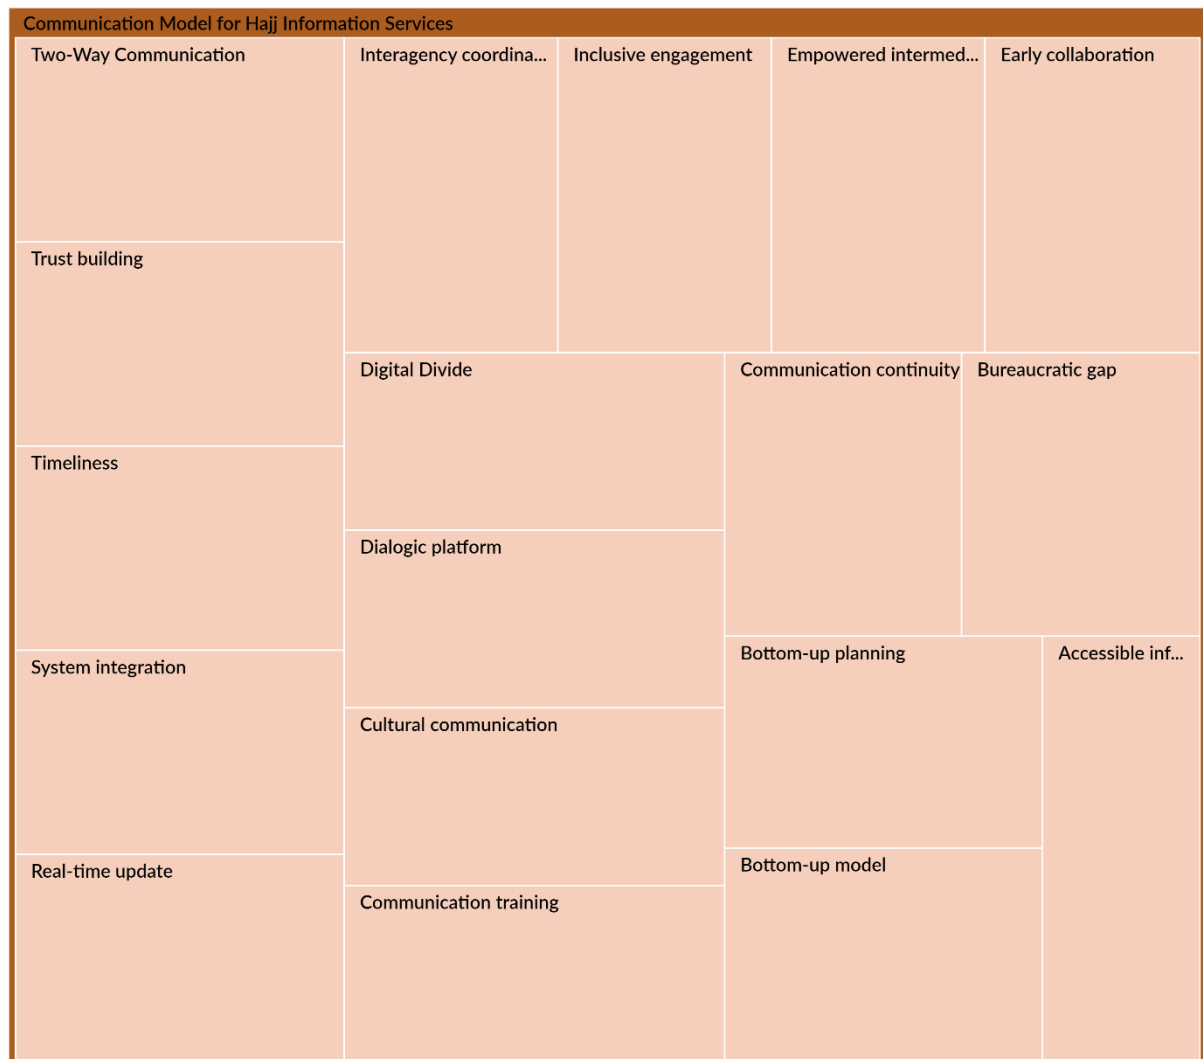 Communication Model for Hajj Information Services
Two-Way Communication
Trust building
Timeliness
System integration
Real-time update
Interagency coordina...
Inclusive engagement
Empowered intermed...
Early collaboration
Digital Divide
Dialogic platform
Cultural communication
Communication training
Communication continuity
Bureaucratic gap
Bottom-up planning
Bottom-up model
Accessible inf...